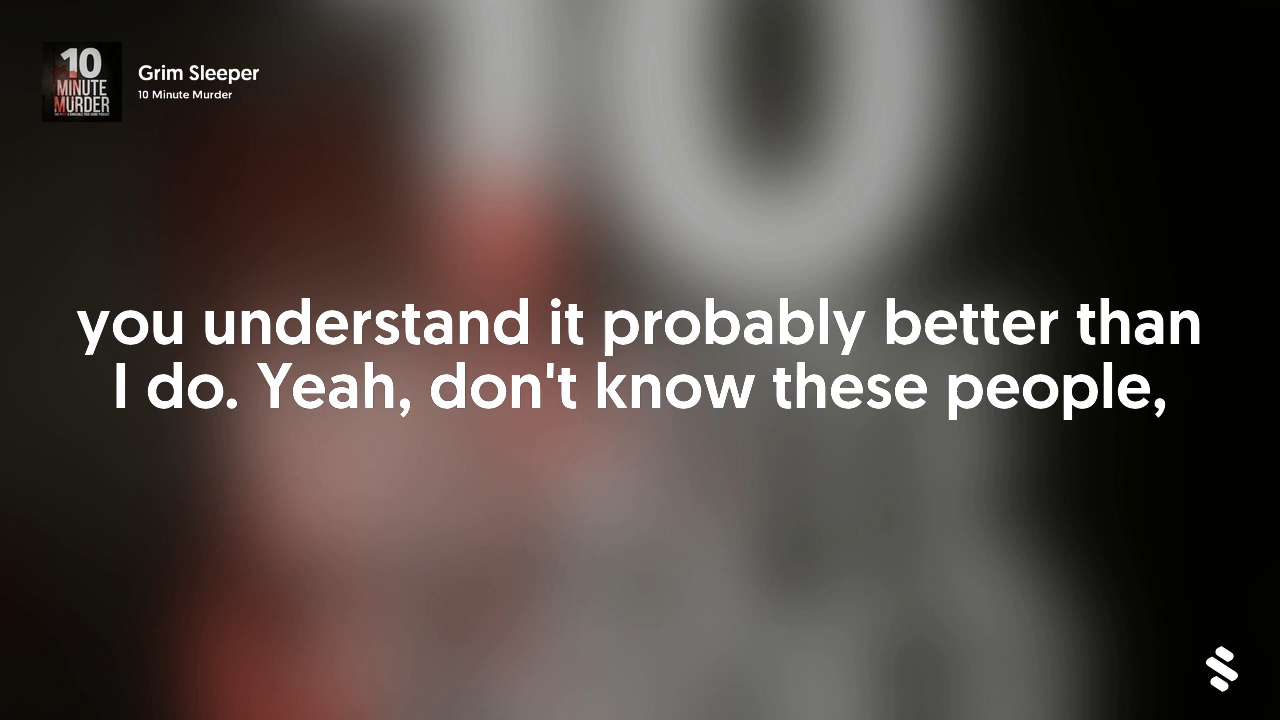 10
MINUTE
MURDER
Grim Sleeper
10 Minute Murder
you understand it probably better than
I do. Yeah, don't know these people,